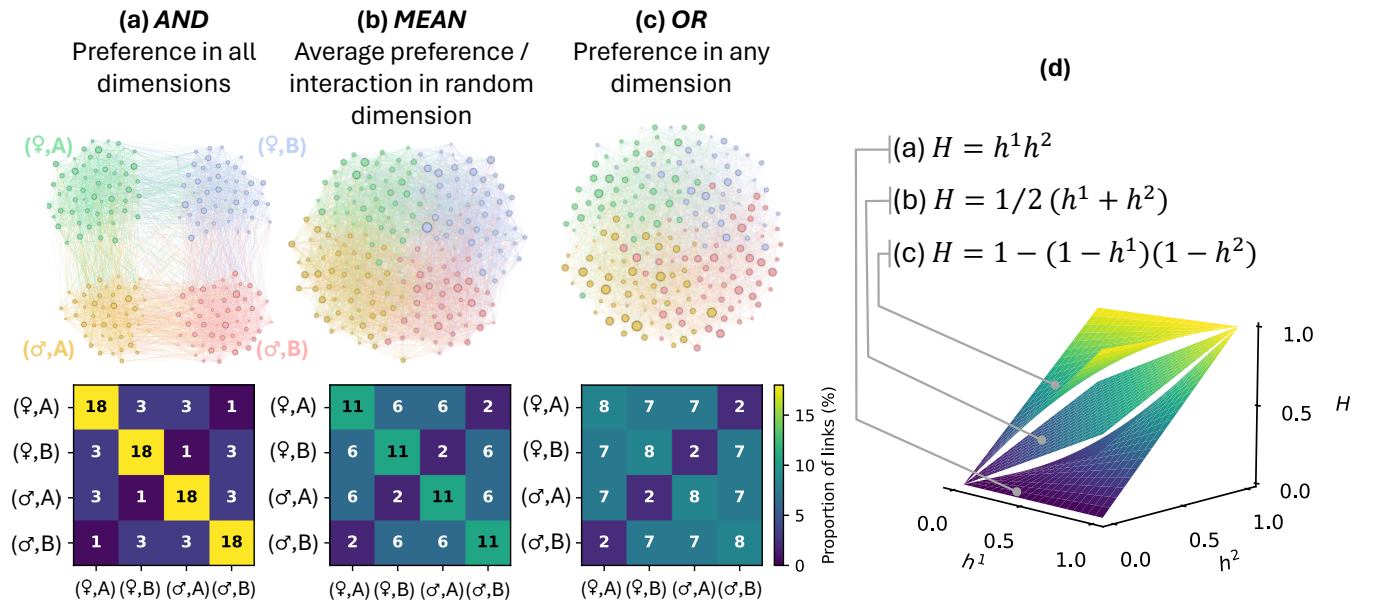 (a) AND
Preference in all
dimensions
(b) MEAN
Average preference /
interaction in random
dimension
(c) OR
Preference in any
dimension
(d)
(♀,A)
(♀,B)
(♂,A)
(♂,B)
(a) H = h¹h²
(b) H = 1/2 (h¹ + h²)
(c) H = 1 − (1 − h¹)(1 − h²)
1.0
0.5
0.0
H
0.0
0.5
1.0
h¹
0.0
0.5
1.0
h²
(♀,A) 18 3 3 1
(♀,B) 3 18 1 3
(♂,A) 3 1 18 3
(♂,B) 1 3 3 18
(♀,A) (♀,B) (♂,A) (♂,B)
(♀,A) 11 6 6 2
(♀,B) 6 11 2 6
(♂,A) 6 2 11 6
(♂,B) 2 6 6 11
(♀,A) (♀,B) (♂,A) (♂,B)
(♀,A) 8 7 7 2
(♀,B) 7 8 2 7
(♂,A) 7 2 8 7
(♂,B) 2 7 7 8
(♀,A) (♀,B) (♂,A) (♂,B)
15
10
5
0
Proportion of links (%)